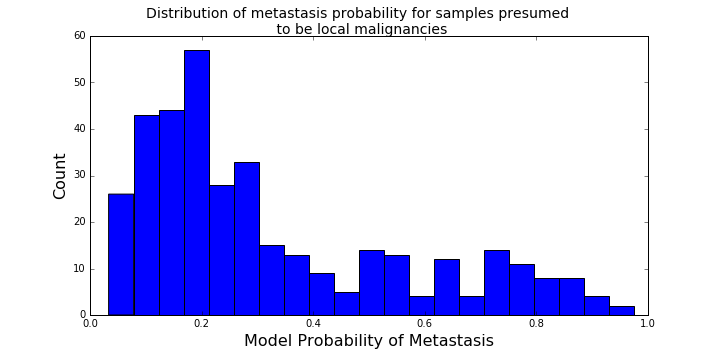 Distribution of metastasis probability for samples presumed
to be local malignancies
60
50
40
30
20
10
0
Count
0.0 0.2 0.4 0.6 0.8 1.0
Model Probability of Metastasis